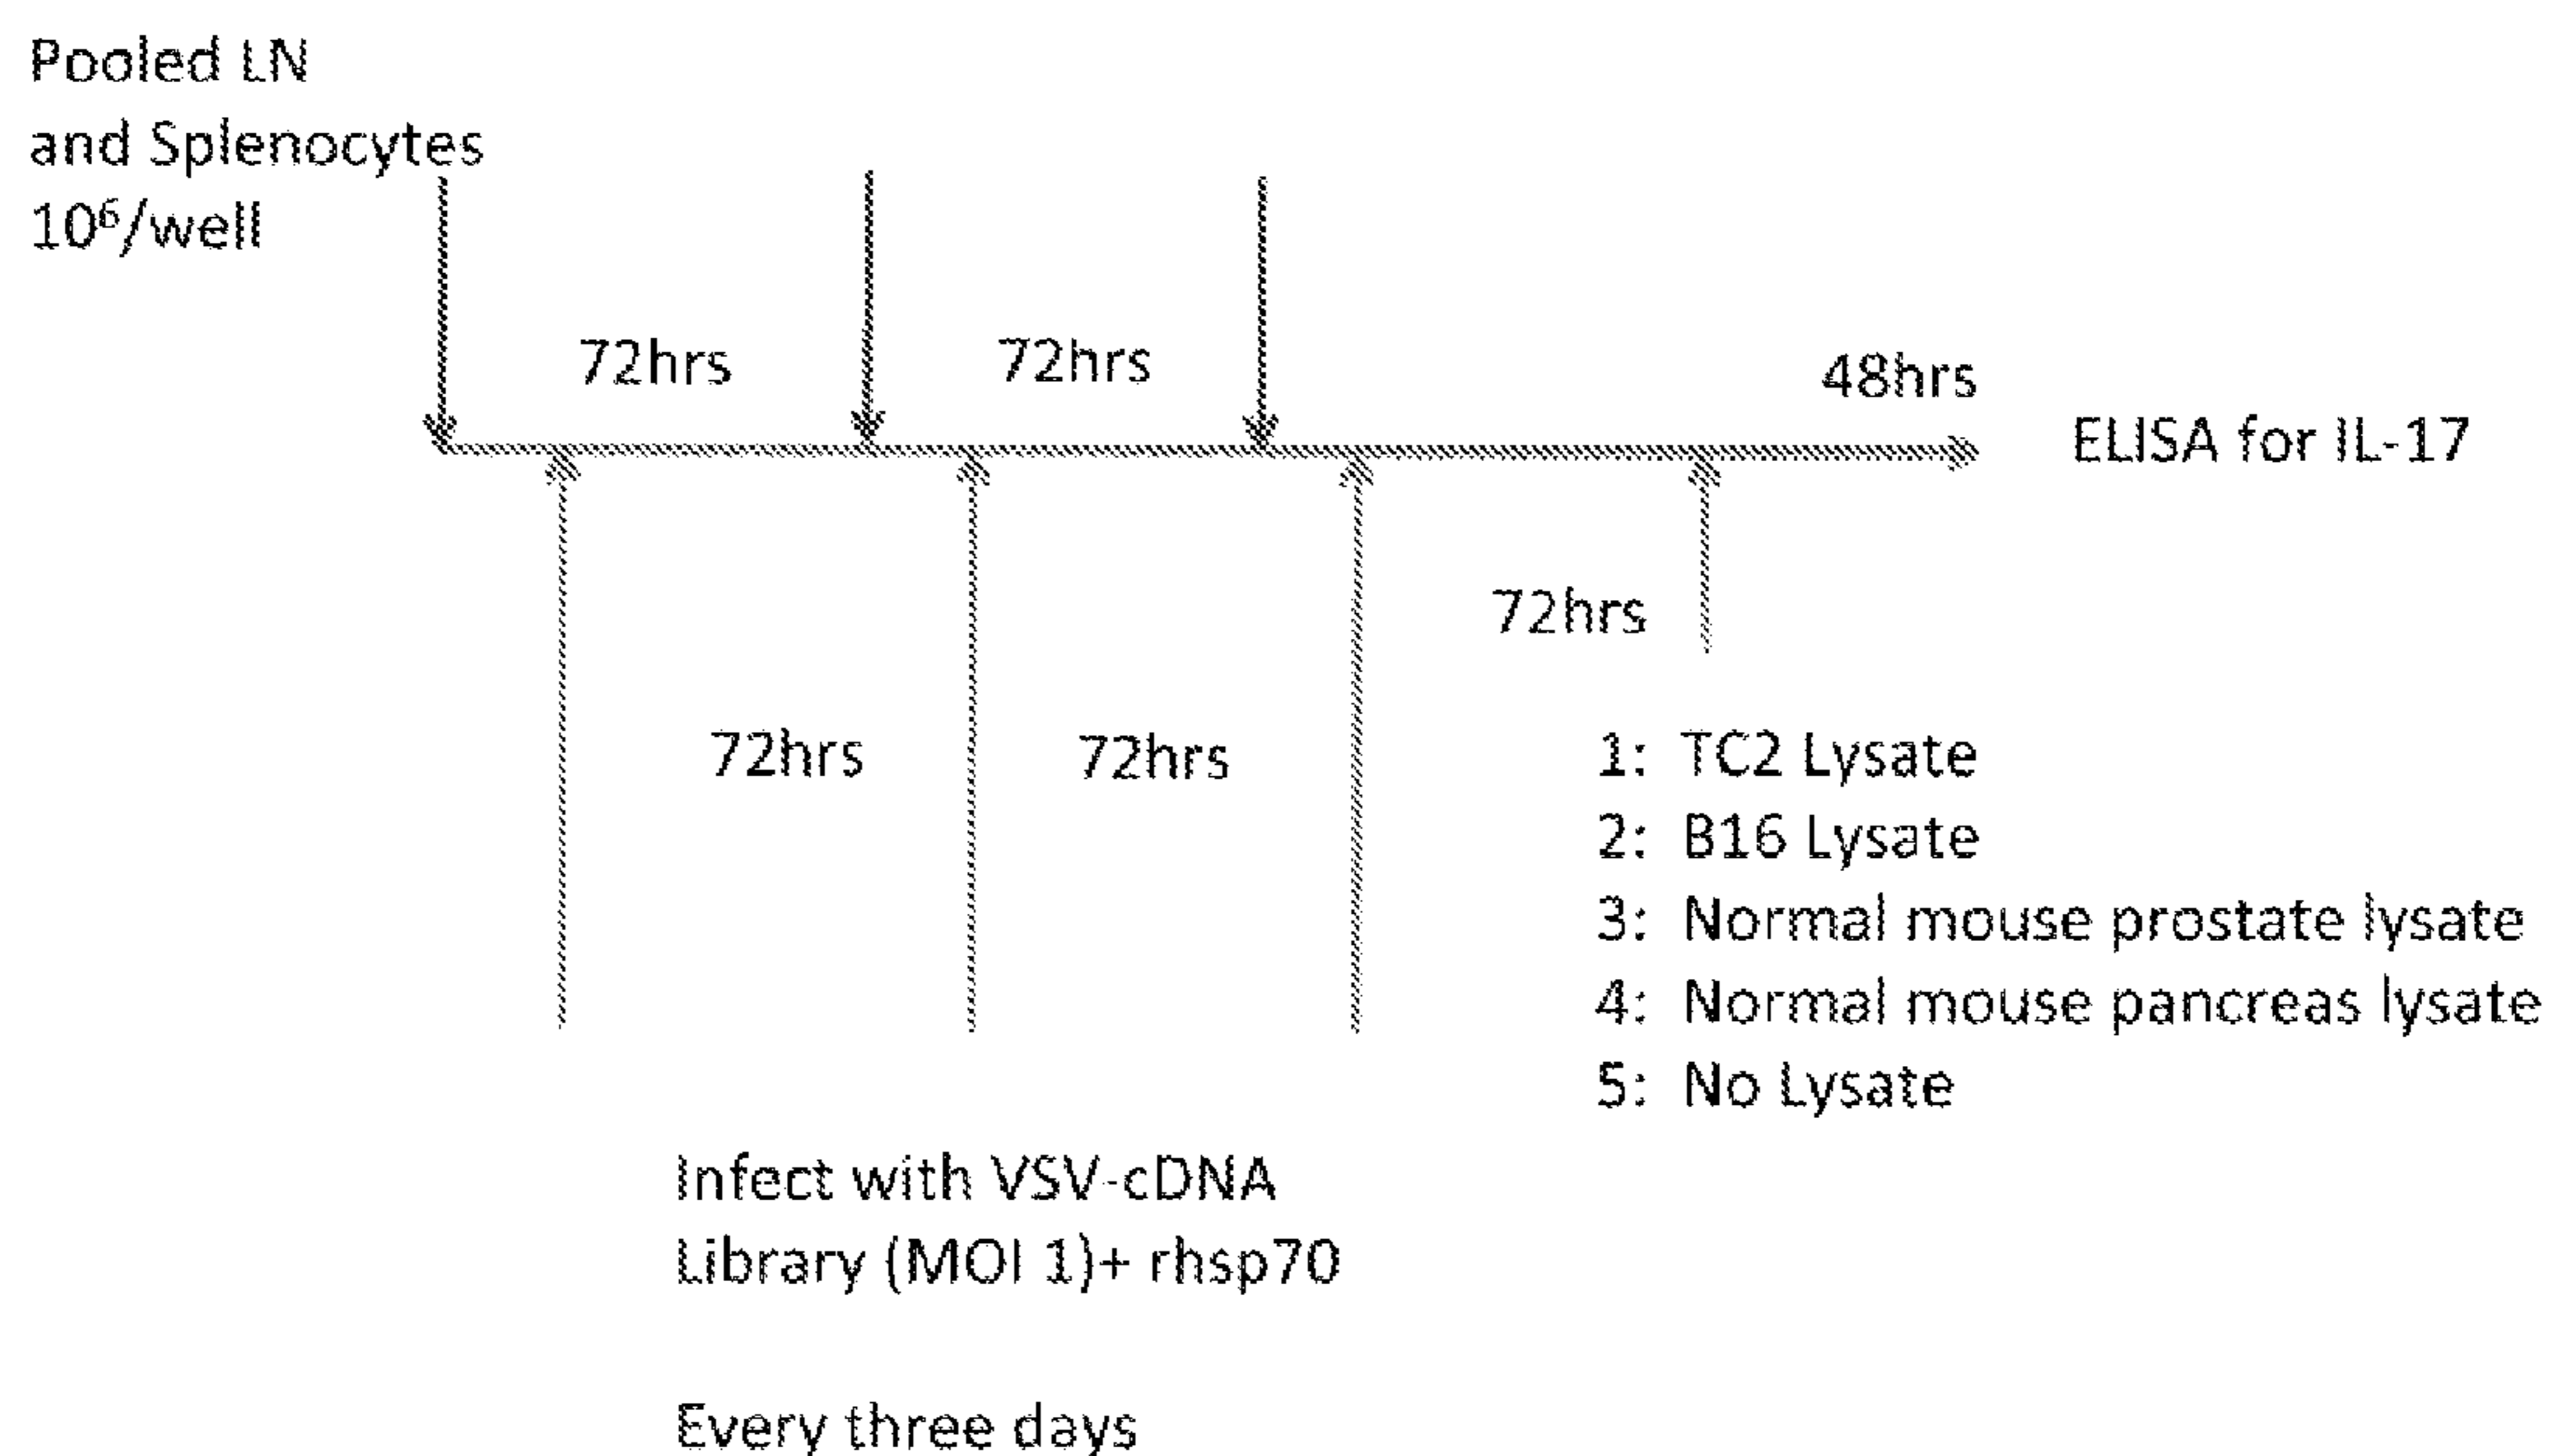 Pooled LN
and Splenocytes
10⁶/well
72hrs
72hrs
48hrs
ELISA for IL-17
72hrs
72hrs
72hrs
1: TC2 Lysate
2: B16 Lysate
3: Normal mouse prostate lysate
4: Normal mouse pancreas lysate
5: No Lysate
Infect with VSV-cDNA
Library (MOI 1)+ rhsp70
Every three days